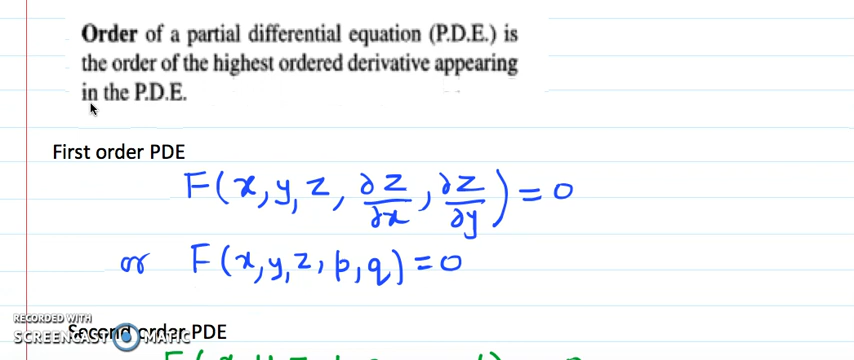 Order of a partial differential equation (P.D.E.) is
the order of the highest ordered derivative appearing
in the P.D.E.
First order PDE
F(x, y, z, ∂z/∂x, ∂z/∂y) = 0
or F(x, y, z, p, q) = 0
RECORDED WITH
SCREENCAST MATIC
Second order PDE